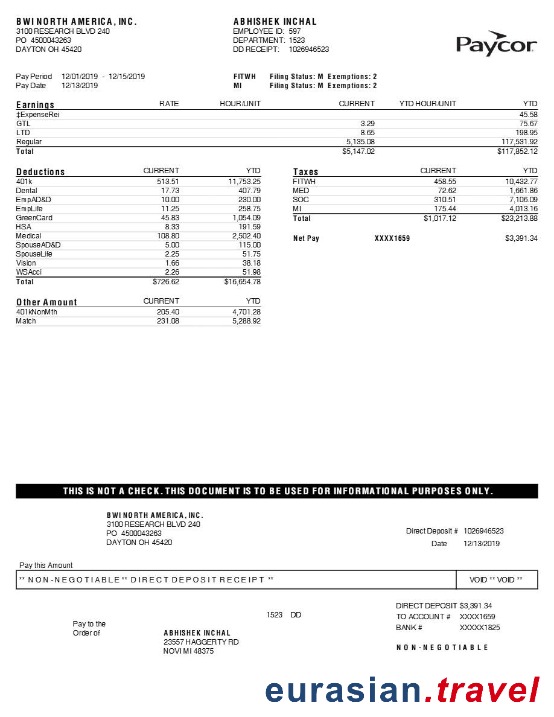 BWI NORTH AMERICA, INC.
3100 RESEARCH BLVD 240
PO 4500043263
DAYTON OH 45420
ABHISHEK INCHAL
EMPLOYEE ID: 597
DEPARTMENT: 1523
DD RECEIPT: 1026946523
Paycor
Pay Period 12/01/2019 - 12/15/2019
Pay Date 12/13/2019
FITWH Filing Status: M Exemptions: 2
MI Filing Status: M Exemptions: 2
Earnings RATE HOUR/UNIT CURRENT YTD HOUR/UNIT YTD
‡ExpenseRei 45.58
GTL 3.29 75.67
LTD 8.65 198.95
Regular 5,135.08 117,531.92
Total $5,147.02 $117,852.12
Deductions CURRENT YTD
401k 513.51 11,753.25
Dental 17.73 407.79
EmpAD&D 10.00 230.00
EmpLife 11.25 258.75
GreenCard 45.83 1,054.09
HSA 8.33 191.59
Medical 108.80 2,502.40
SpouseAD&D 5.00 115.00
SpouseLife 2.25 51.75
Vision 1.66 38.18
WSAcci 2.26 51.98
Total $726.62 $16,654.78
Taxes CURRENT YTD
FITWH 458.55 10,432.77
MED 72.62 1,661.86
SOC 310.51 7,106.09
MI 175.44 4,013.16
Total $1,017.12 $23,213.88
Net Pay XXXX1659 $3,391.34
Other Amount CURRENT YTD
401kNonMth 205.40 4,701.28
Match 231.08 5,288.92
THIS IS NOT A CHECK. THIS DOCUMENT IS TO BE USED FOR INFORMATIONAL PURPOSES ONLY.
BWI NORTH AMERICA, INC.
3100 RESEARCH BLVD 240
PO 4500043263
DAYTON OH 45420
Direct Deposit # 1026946523
Date 12/13/2019
Pay this Amount
** NON-NEGOTIABLE ** DIRECT DEPOSIT RECEIPT ** VOID ** VOID **
1523 DD
Pay to the
Order of
ABHISHEK INCHAL
23557 HAGGERTY RD
NOVI MI 48375
DIRECT DEPOSIT $3,391.34
TO ACCOUNT # XXXX1659
BANK # XXXXX1825
NON-NEGOTIABLE
eurasian.travel